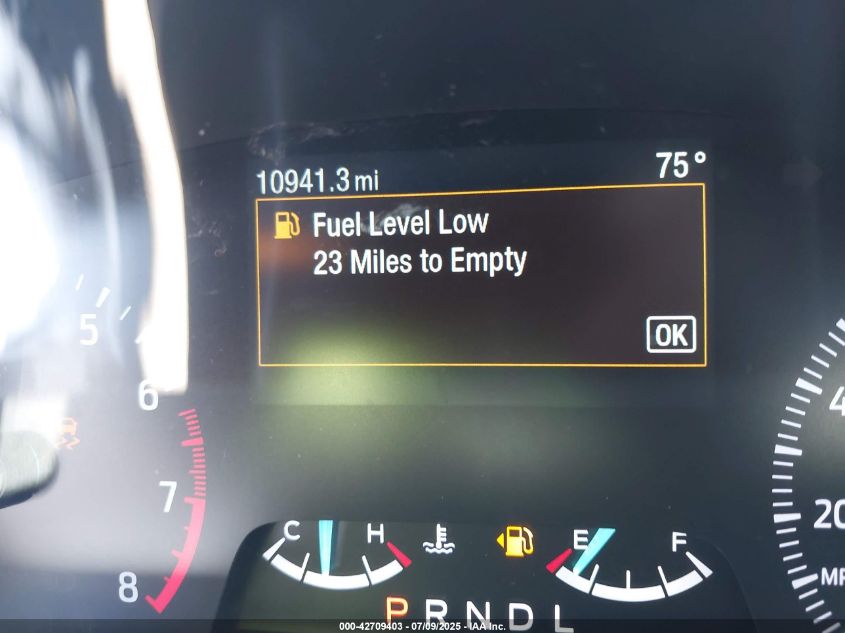 10941.3 mi 75°
Fuel Level Low
23 Miles to Empty
OK
5
6
7
8
C H E F
P R N D L
20
000-42709403 - 07/09/2025 - IAA Inc.